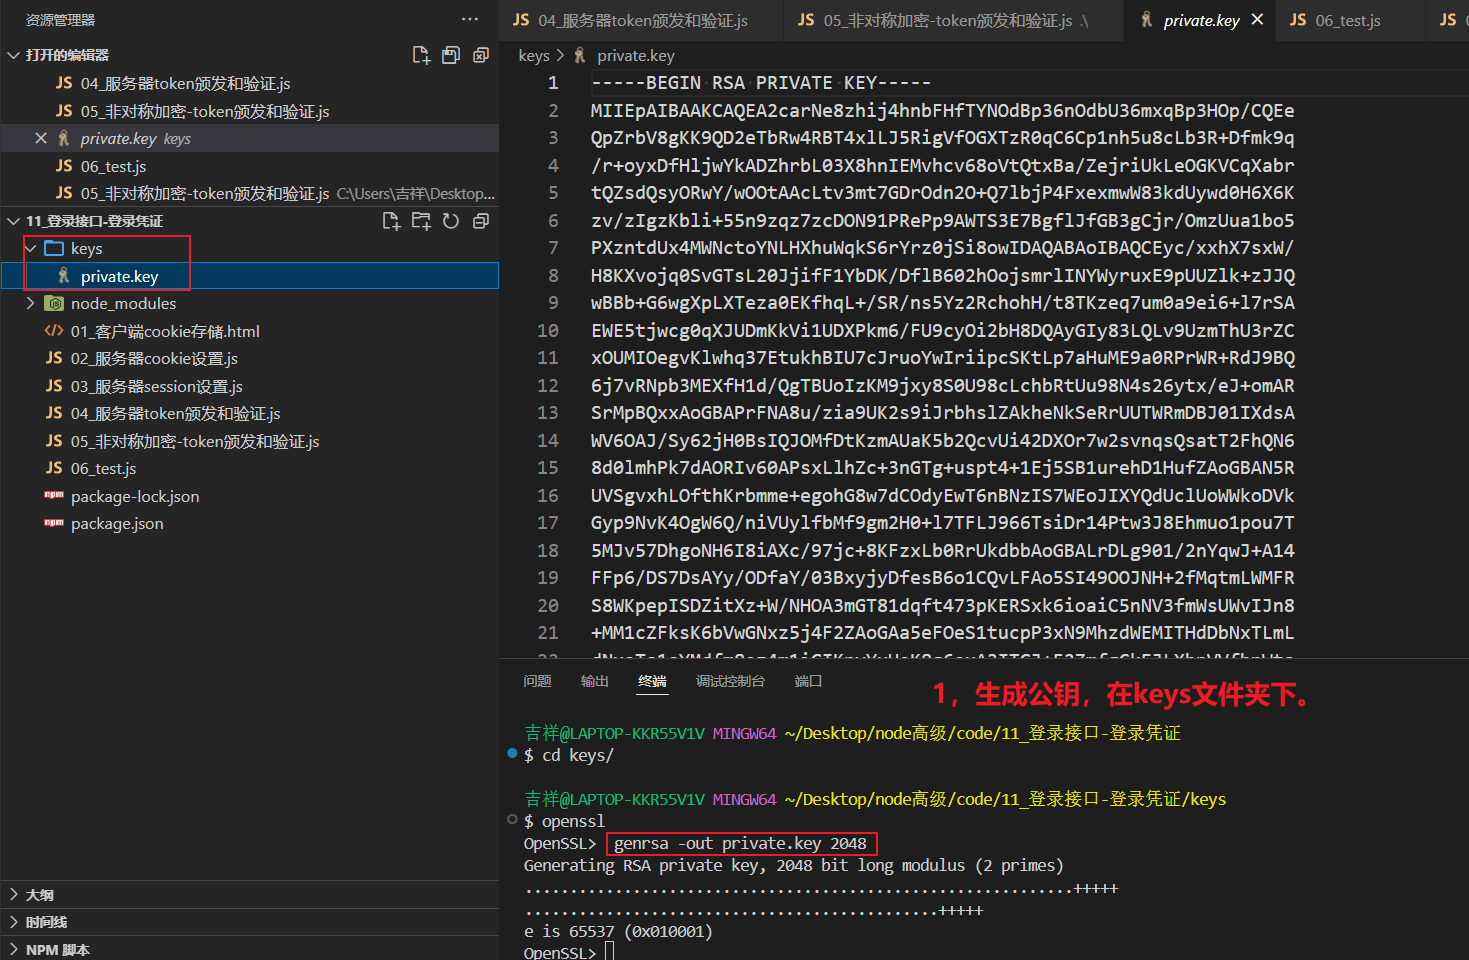 资源管理器
打开的编辑器
JS 04_服务器token颁发和验证.js
JS 05_非对称加密-token颁发和验证.js
private.key keys
JS 06_test.js
JS 05_非对称加密-token颁发和验证.js C:\Users\吉祥\Desktop...
11_登录接口-登录凭证
keys
private.key
node_modules
01_客户端cookie存储.html
JS 02_服务器cookie设置.js
JS 03_服务器session设置.js
JS 04_服务器token颁发和验证.js
JS 05_非对称加密-token颁发和验证.js
JS 06_test.js
package-lock.json
package.json
大纲
时间线
NPM 脚本
JS 04_服务器token颁发和验证.js
JS 05_非对称加密-token颁发和验证.js .\
private.key
JS 06_test.js
JS
keys > private.key
1 -----BEGIN RSA PRIVATE KEY-----
2 MIIEpAIBAAKCAQEA2carNe8zhij4hnbFHfTYNOdBp36nOdbU36mxqBp3HOp/CQEe
3 QpZrbV8gKK9QD2eTbRw4RBT4xlLJ5RigVfOGXTzR0qC6Cp1nh5u8cLb3R+Dfmk9q
4 /r+oyxDfHljwYkADZhrbL03X8hnIEMvhcv68oVtQtxBa/ZejriUkLeOGKVCqXabr
5 tQZsdQsyORwY/wOOtAAcLtv3mt7GDrOdn2O+Q7lbjP4FxexmwW83kdUywd0H6X6K
6 zv/zIgzKbli+55n9zqz7zcDON91PRePp9AWTS3E7BgflJfGB3gCjr/OmzUua1bo5
7 PXzntdUx4MWNctoYNLHXhuWqkS6rYrz0jSi8owIDAQABAoIBAQCEyc/xxhX7sxW/
8 H8KXvojq0SvGTsL20JjifF1YbDK/DflB602hOojsmrlINYWyruxE9pUUZlk+zJJQ
9 wBBb+G6wgXpLXTeza0EKfhqL+/SR/ns5Yz2RchohH/t8TKzeq7um0a9ei6+l7rSA
10 EWE5tjwcg0qXJUDmKkVi1UDXPkm6/FU9cyOi2bH8DQAyGIy83LQLv9UzmThU3rZC
11 xOUMIOegvKlwhq37EtukhBIU7cJruoYwIriipcSKtLp7aHuME9a0RPrWR+RdJ9BQ
12 6j7vRNpb3MEXfH1d/QgTBUoIzKM9jxy8S0U98cLchbRtUu98N4s26ytx/eJ+omAR
13 SrMpBQxxAoGBAPrFNA8u/zia9UK2s9iJrbhslZAkheNkSeRrUUTWRmDBJ01IXdsA
14 WV6OAJ/Sy62jH0BsIQJOMfDtKzmAUaK5b2QcvUi42DXOr7w2svnqsQsatT2FhQN6
15 8d0lmhPk7dAORIv60APsxLlhZc+3nGTg+uspt4+1Ej5SB1urehD1HufZAoGBAN5R
16 UVSgvxhLOfthKrbmme+egohG8w7dCOdyEwT6nBNzIS7WEoJIXYQdUclUoWWkoDVk
17 Gyp9NvK4OgW6Q/niVUylfbMf9gm2H0+l7TFLJ966TsiDr14Ptw3J8Ehmuo1pou7T
18 5MJv57DhgoNH6I8iAXc/97jc+8KFzxLb0RrUkdbbAoGBALrDLg901/2nYqwJ+A14
19 FFp6/DS7DsAYy/ODfaY/03BxyjyDfesB6o1CQvLFAo5SI49OOJNH+2fMqtmLWMFR
20 S8WKpepISDZitXz+W/NHOA3mGT81dqft473pKERSxk6ioaiC5nNV3fmWsUWvIJn8
21 +MM1cZFksK6bVwGNxz5j4F2ZAoGAa5eFOeS1tucpP3xN9MhzdWEMITHdDbNxTLmL
问题 输出 终端 调试控制台 端口
1，生成公钥，在keys文件夹下。
吉祥@LAPTOP-KKR55V1V MINGW64 ~/Desktop/node高级/code/11_登录接口-登录凭证
$ cd keys/
吉祥@LAPTOP-KKR55V1V MINGW64 ~/Desktop/node高级/code/11_登录接口-登录凭证/keys
$ openssl
OpenSSL> genrsa -out private.key 2048
Generating RSA private key, 2048 bit long modulus (2 primes)
.............................................................+++++
..............................................+++++
e is 65537 (0x010001)
OpenSSL>